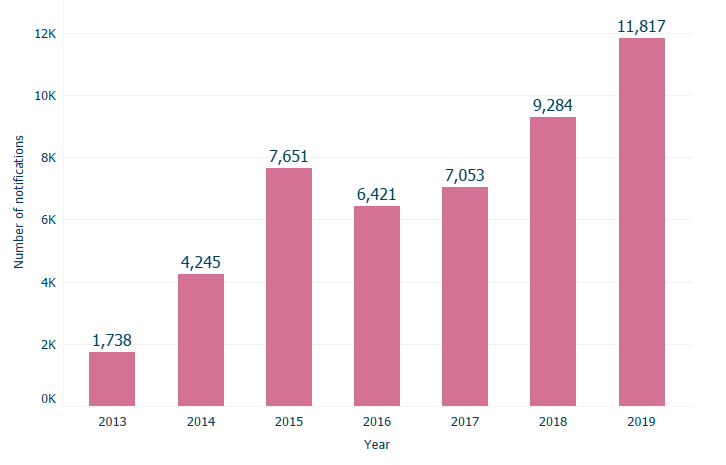 12K
10K
8K
6K
4K
2K
0K
Number of notifications
1,738
4,245
7,651
6,421
7,053
9,284
11,817
2013 2014 2015 2016 2017 2018 2019
Year